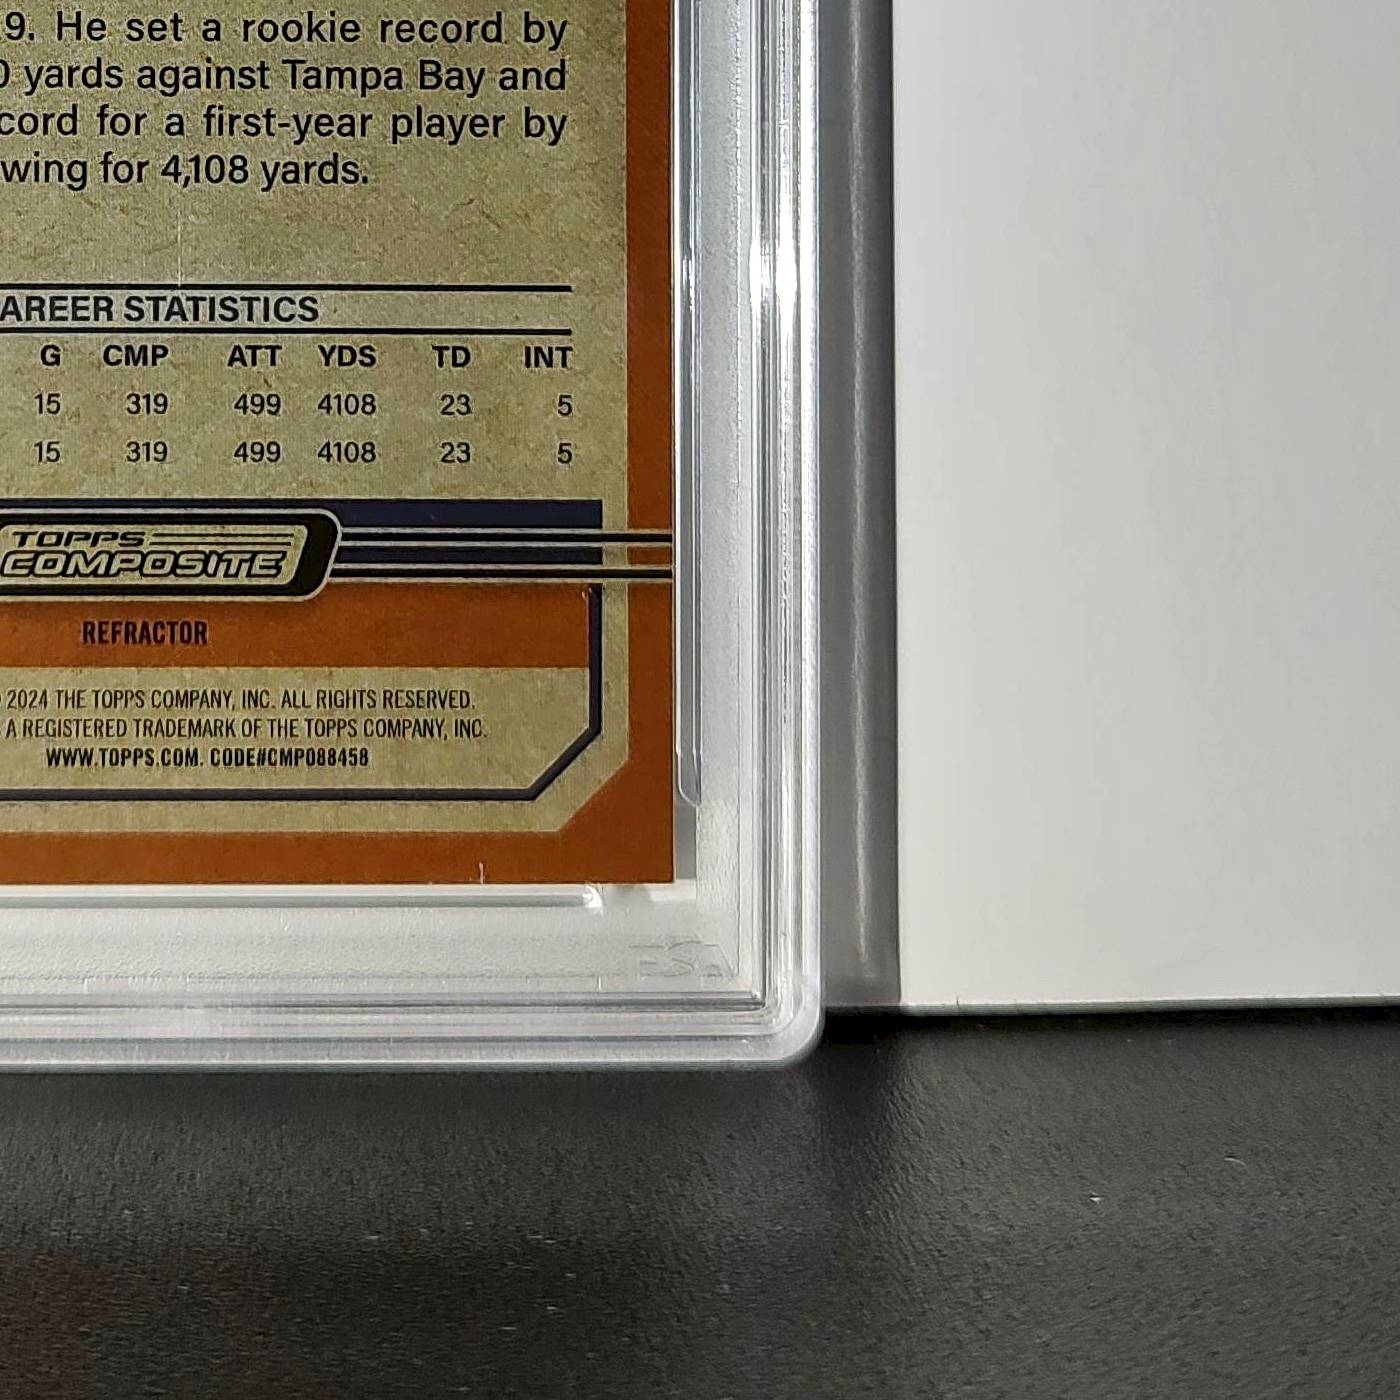 9. He set a rookie record by
0 yards against Tampa Bay and
cord for a first-year player by
wing for 4,108 yards.
AREER STATISTICS
G CMP ATT YDS TD INT
15 319 499 4108 23 5
15 319 499 4108 23 5
TOPPS
COMPOSITE
REFRACTOR
2024 THE TOPPS COMPANY, INC. ALL RIGHTS RESERVED.
A REGISTERED TRADEMARK OF THE TOPPS COMPANY, INC.
WWW.TOPPS.COM. CODE#CMP088458